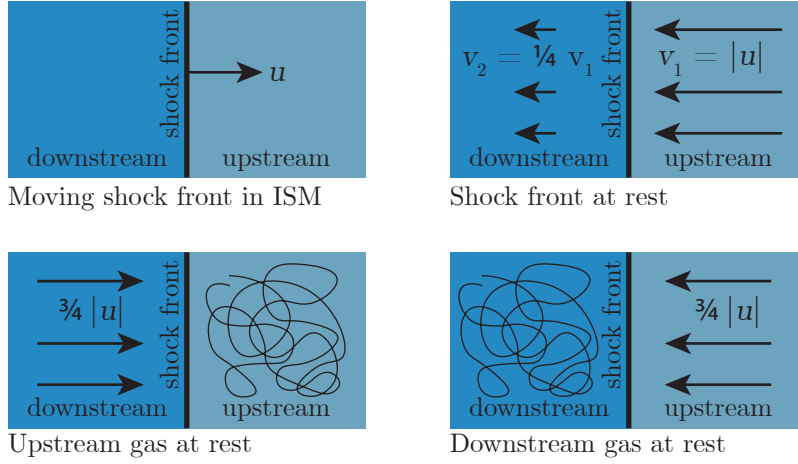 shock front
u
downstream
upstream
Moving shock front in ISM
v₂ = ¼ v₁
shock front
v₁ = |u|
downstream
upstream
Shock front at rest
¾ |u|
shock front
downstream
upstream
Upstream gas at rest
shock front
¾ |u|
downstream
upstream
Downstream gas at rest